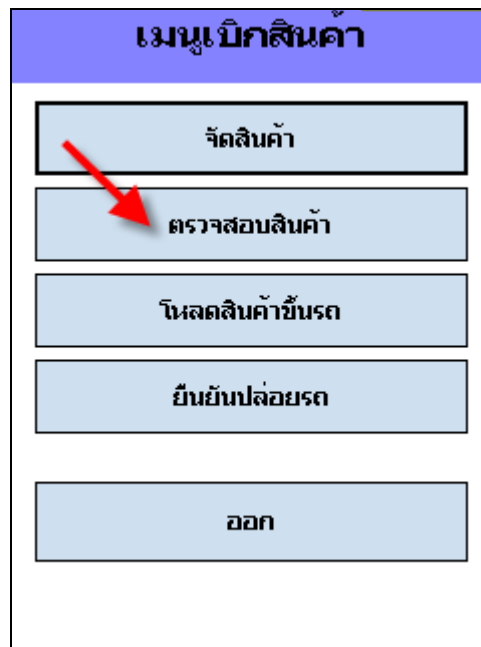 เมนูเบิกสินค้า
จัดสินค้า
ตรวจสอบสินค้า
โหลดสินค้าขึ้นรถ
ยืนยันปล่อยรถ
ออก